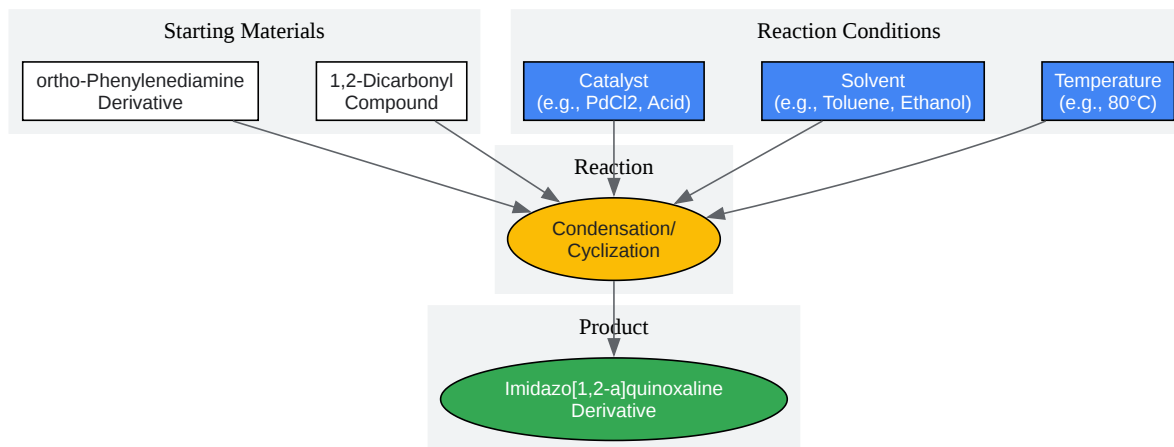 Starting Materials
Reaction Conditions
ortho-Phenylenediamine
Derivative
1,2-Dicarbonyl
Compound
Catalyst
(e.g., PdCl2, Acid)
Solvent
(e.g., Toluene, Ethanol)
Temperature
(e.g., 80°C)
Reaction
Condensation/
Cyclization
Product
Imidazo[1,2-a]quinoxaline
Derivative